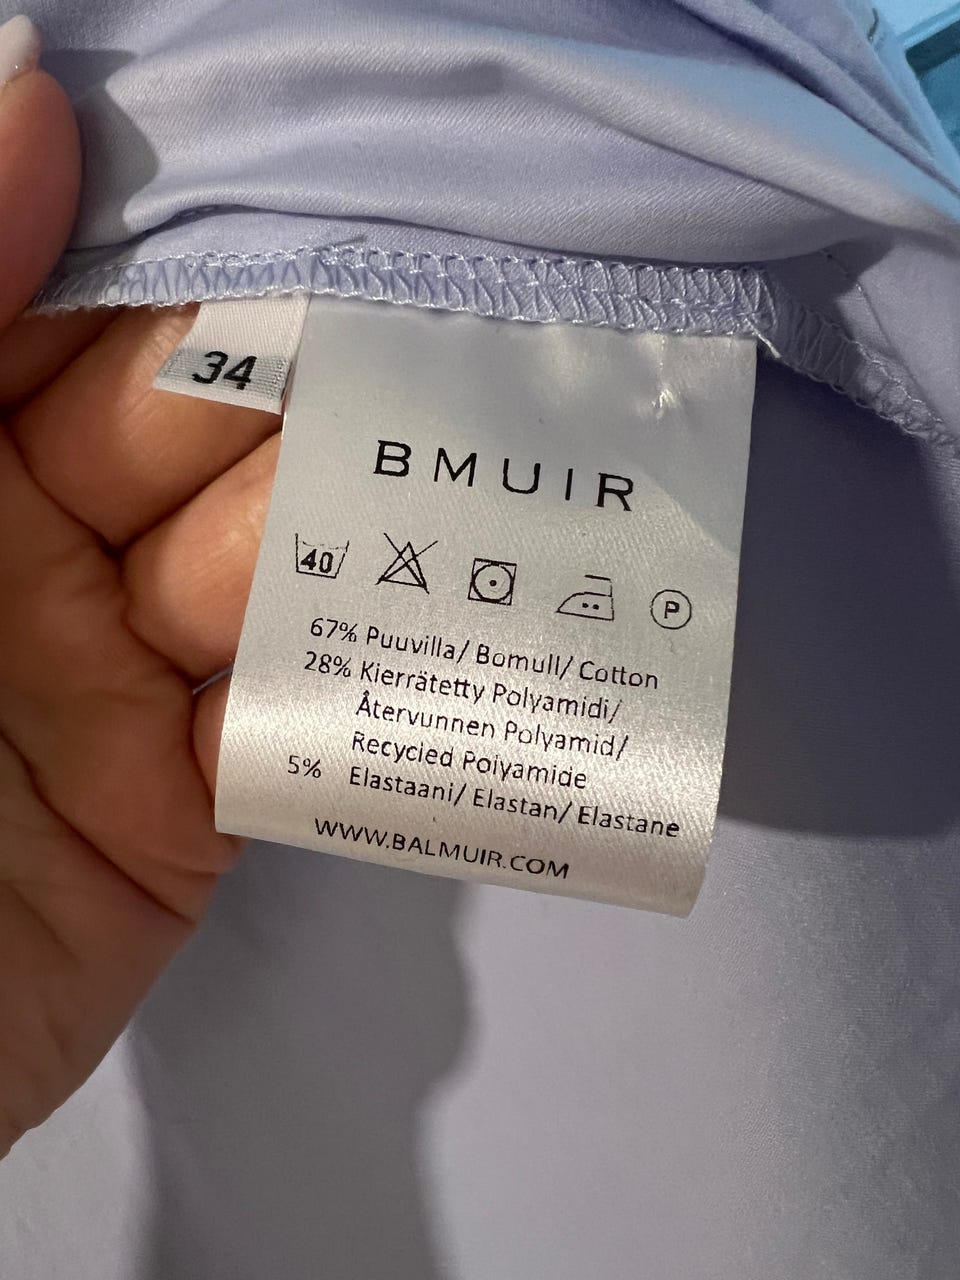 34
BMUIR
40
P
67% Puuvilla/ Bomull/ Cotton
28% Kierrätetty Polyamidi/
Återvunnen Polyamid/
Recycled Polyamide
5% Elastaani/ Elastan/ Elastane
WWW.BALMUIR.COM